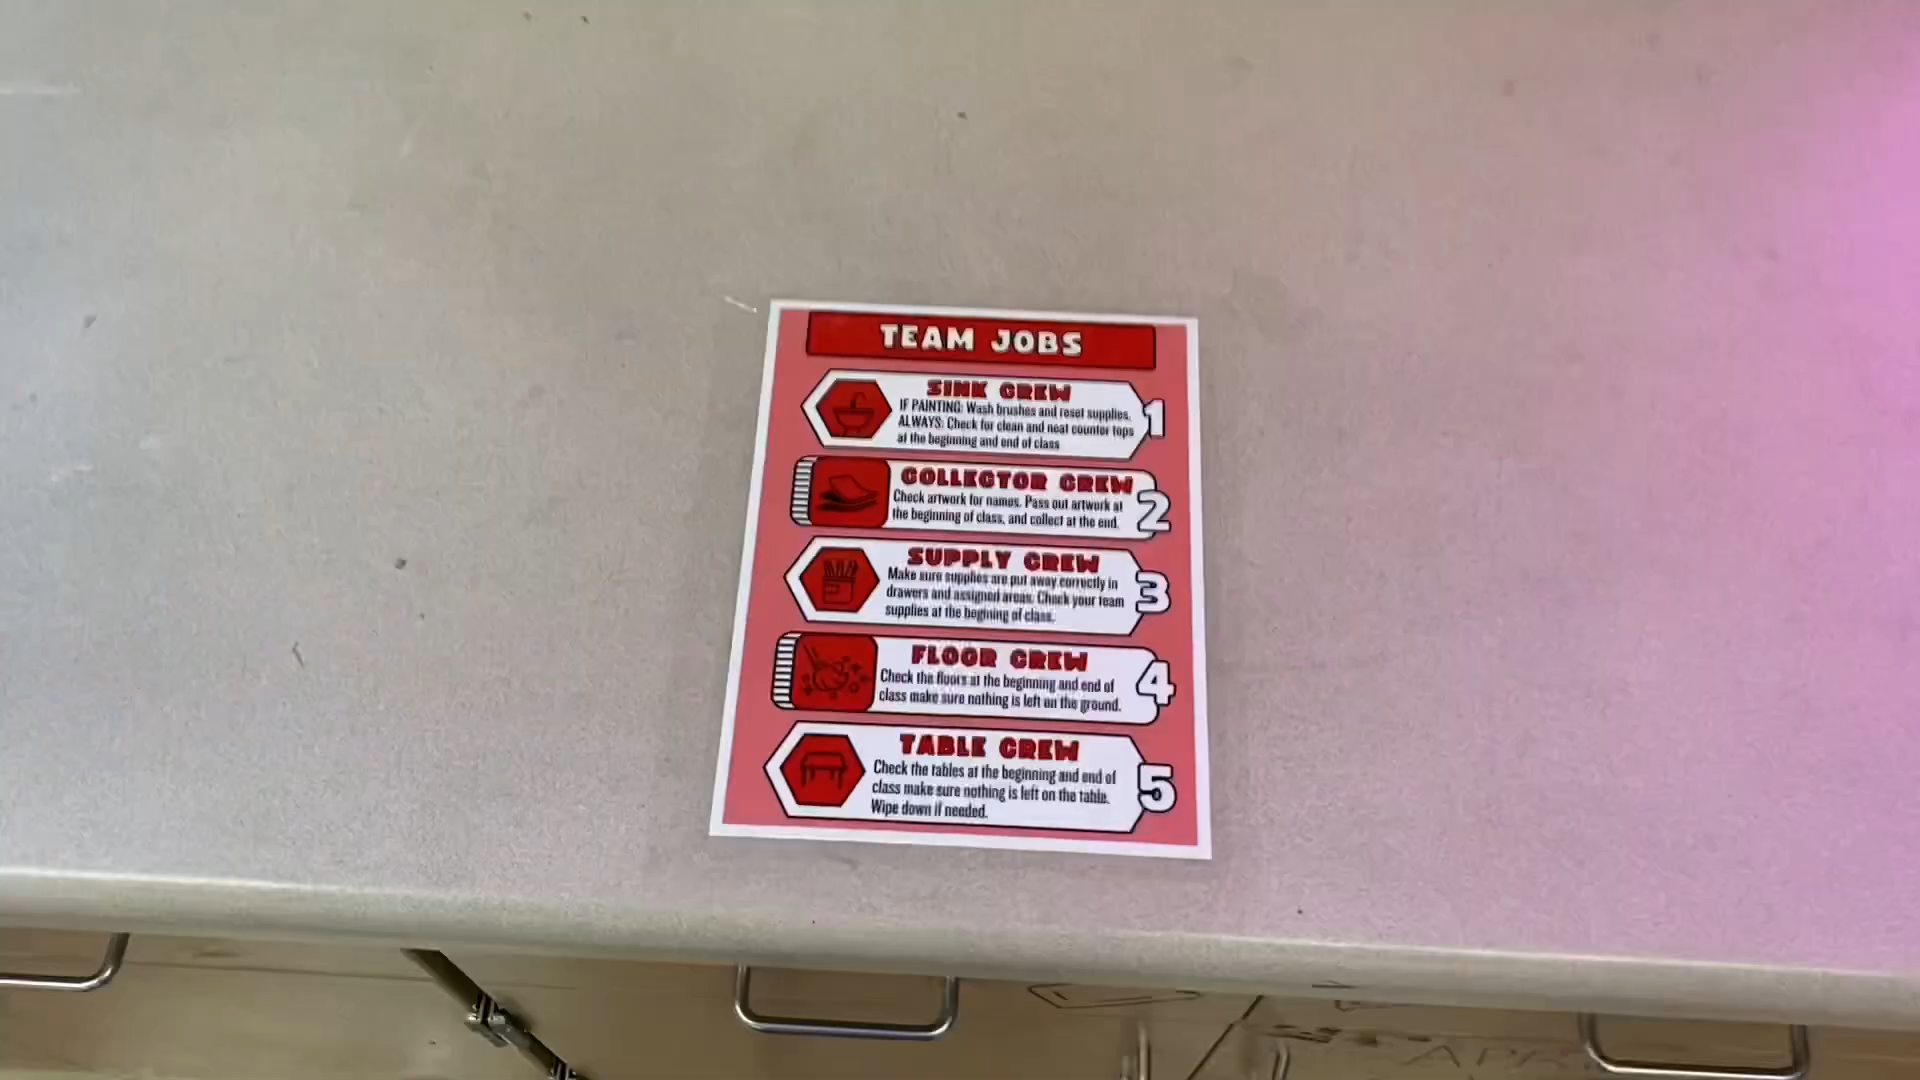 TEAM JOBS
SINK CREW
IF PAINTING: Wash brushes and reset supplies.
ALWAYS: Check for clean and neat counter tops
at the beginning and end of class
1
COLLECTOR CREW
Check artwork for names. Pass out artwork at
the beginning of class, and collect at the end.
2
SUPPLY CREW
Make sure supplies are put away correctly in
drawers and assigned areas. Check your team
supplies at the begining of class.
3
FLOOR CREW
Check the floors at the beginning and end of
class make sure nothing is left on the ground.
4
TABLE CREW
Check the tables at the beginning and end of
class make sure nothing is left on the table.
Wipe down if needed.
5